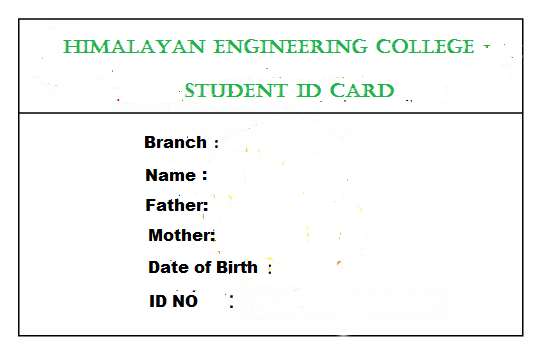 HIMALAYAN ENGINEERING COLLEGE -
STUDENT ID CARD
Branch :
Name :
Father:
Mother:
Date of Birth :
ID NO :